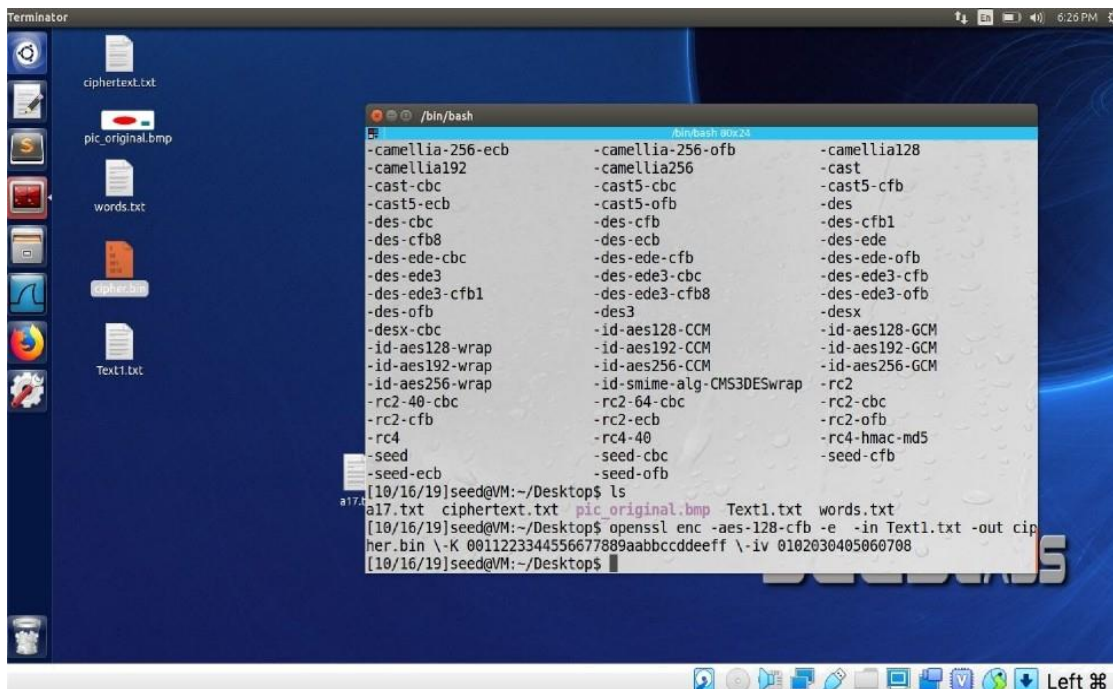 Terminator
En
6:26 PM
ciphertext.txt
pic_original.bmp
words.txt
cipher.bin
Text1.txt
/bin/bash
/bin/bash 80x24
-camellia-256-ecb -camellia-256-ofb -camellia128
-camellia192 -camellia256 -cast
-cast-cbc -cast5-cbc -cast5-cfb
-cast5-ecb -cast5-ofb -des
-des-cbc -des-cfb -des-cfb1
-des-cfb8 -des-ecb -des-ede
-des-ede-cbc -des-ede-cfb -des-ede-ofb
-des-ede3 -des-ede3-cbc -des-ede3-cfb
-des-ede3-cfb1 -des-ede3-cfb8 -des-ede3-ofb
-des-ofb -des3 -desx
-desx-cbc -id-aes128-CCM -id-aes128-GCM
-id-aes128-wrap -id-aes192-CCM -id-aes192-GCM
-id-aes192-wrap -id-aes256-CCM -id-aes256-GCM
-id-aes256-wrap -id-smime-alg-CMS3DESwrap -rc2
-rc2-40-cbc -rc2-64-cbc -rc2-cbc
-rc2-cfb -rc2-ecb -rc2-ofb
-rc4 -rc4-40 -rc4-hmac-md5
-seed -seed-cbc -seed-cfb
-seed-ecb -seed-ofb
[10/16/19]seed@VM:~/Desktop$ ls
a17.txt ciphertext.txt pic_original.bmp Text1.txt words.txt
[10/16/19]seed@VM:~/Desktop$ openssl enc -aes-128-cfb -e -in Text1.txt -out cip
her.bin \-K 00112233445566778899aabbccddeeff \-iv 0102030405060708
[10/16/19]seed@VM:~/Desktop$
a17.t
Left ⌘